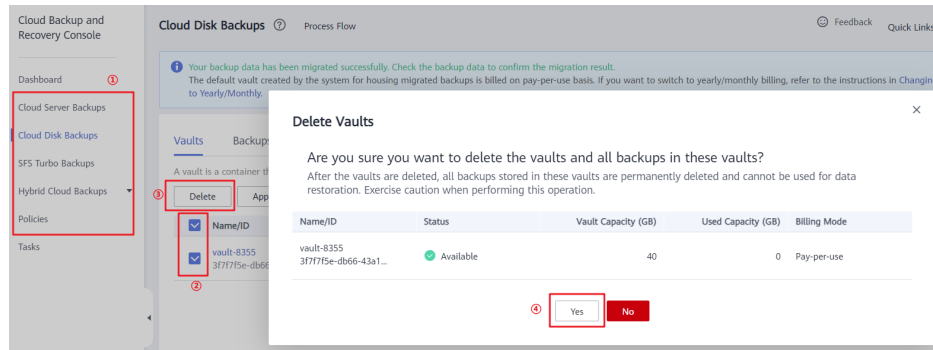 Cloud Backup and
Recovery Console
Dashboard
①
Cloud Server Backups
Cloud Disk Backups
SFS Turbo Backups
Hybrid Cloud Backups
Policies
Tasks
Cloud Disk Backups ? Process Flow
Feedback
Quick Links
Your backup data has been migrated successfully. Check the backup data to confirm the migration result.
The default vault created by the system for housing migrated backups is billed on pay-per-use basis. If you want to switch to yearly/monthly billing, refer to the instructions in Changin
to Yearly/Monthly.
Vaults Backups
A vault is a container th
③ Delete App
Name/ID
vault-8355
3f7f7f5e-db66
②
Delete Vaults
Are you sure you want to delete the vaults and all backups in these vaults?
After the vaults are deleted, all backups stored in these vaults are permanently deleted and cannot be used for data
restoration. Exercise caution when performing this operation.
Name/ID Status Vault Capacity (GB) Used Capacity (GB) Billing Mode
vault-8355
3f7f7f5e-db66-43a1...
Available 40 0 Pay-per-use
④ Yes No